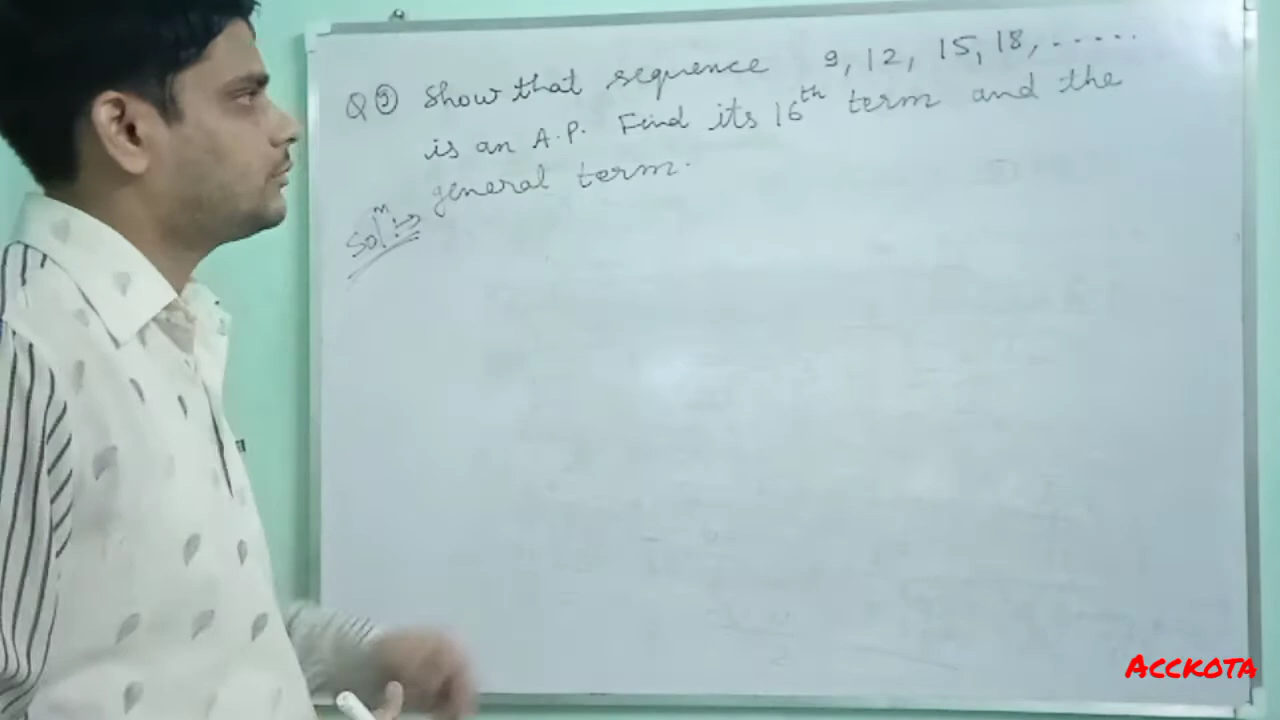 Q ⑤ Show that sequence 9, 12, 15, 18, .....
is an A.P. Find its 16th term and the
general term.
Solⁿ :→
ACCKOTA